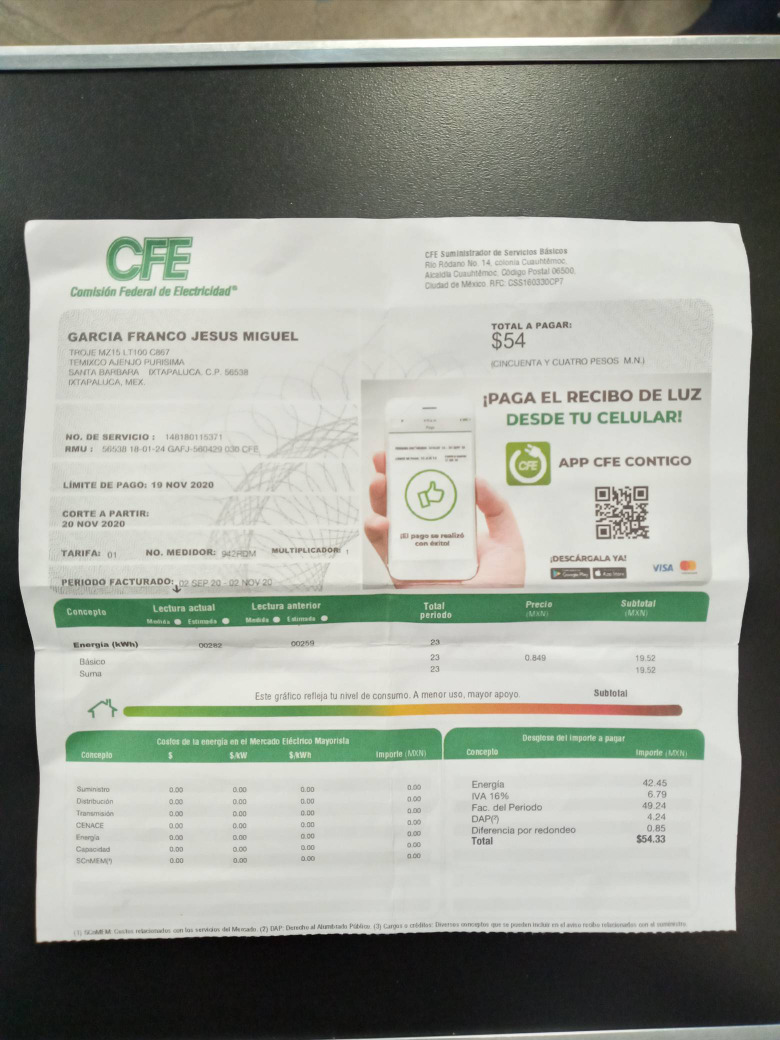 CFE
Comisión Federal de Electricidad®
CFE Suministrador de Servicios Básicos
Río Ródano No. 14, colonia Cuauhtémoc,
Alcaldía Cuauhtémoc, Código Postal 06500,
Ciudad de México. RFC: CSS160330CP7
GARCIA FRANCO JESUS MIGUEL
TROJE MZ15 LT100 C867
TEMIXCO AJENJO PURISIMA
SANTA BARBARA IXTAPALUCA, C.P. 56538
IXTAPALUCA, MEX.
TOTAL A PAGAR:
$54
(CINCUENTA Y CUATRO PESOS M.N.)
¡PAGA EL RECIBO DE LUZ
DESDE TU CELULAR!
CFE
APP CFE CONTIGO
¡El pago se realizó
con éxito!
¡DESCÁRGALA YA!
Google Play
App Store
VISA
NO. DE SERVICIO : 148180115371
RMU : 56538 18-01-24 GAFJ-560429 030 CFE
LÍMITE DE PAGO: 19 NOV 2020
CORTE A PARTIR:
20 NOV 2020
TARIFA: 01 NO. MEDIDOR: 942RDM MULTIPLICADOR: 1
PERIODO FACTURADO: 02 SEP 20 - 02 NOV 20
Concepto Lectura actual Lectura anterior Total periodo Precio (MXN) Subtotal (MXN)
Medida Estimada Medida Estimada
Energía (kWh) 00282 00259 23
Básico 23 0.849 19.52
Suma 23 19.52
Este gráfico refleja tu nivel de consumo. A menor uso, mayor apoyo. Subtotal
Costos de la energía en el Mercado Eléctrico Mayorista
Concepto $ $/kW $/kWh Importe (MXN)
Suministro 0.00 0.00 0.00 0.00
Distribución 0.00 0.00 0.00 0.00
Transmisión 0.00 0.00 0.00 0.00
CENACE 0.00 0.00 0.00 0.00
Energía 0.00 0.00 0.00 0.00
Capacidad 0.00 0.00 0.00 0.00
SCnMEM(¹) 0.00 0.00 0.00 0.00
Desglose del importe a pagar
Concepto Importe (MXN)
Energía 42.45
IVA 16% 6.79
Fac. del Periodo 49.24
DAP(²) 4.24
Diferencia por redondeo 0.85
Total $54.33
(1) SCnMEM: Costos relacionados con los servicios del Mercado. (2) DAP: Derecho al Alumbrado Público. (3) Cargos o créditos: Diversos conceptos que se pueden incluir en el aviso recibo relacionados con el suministro